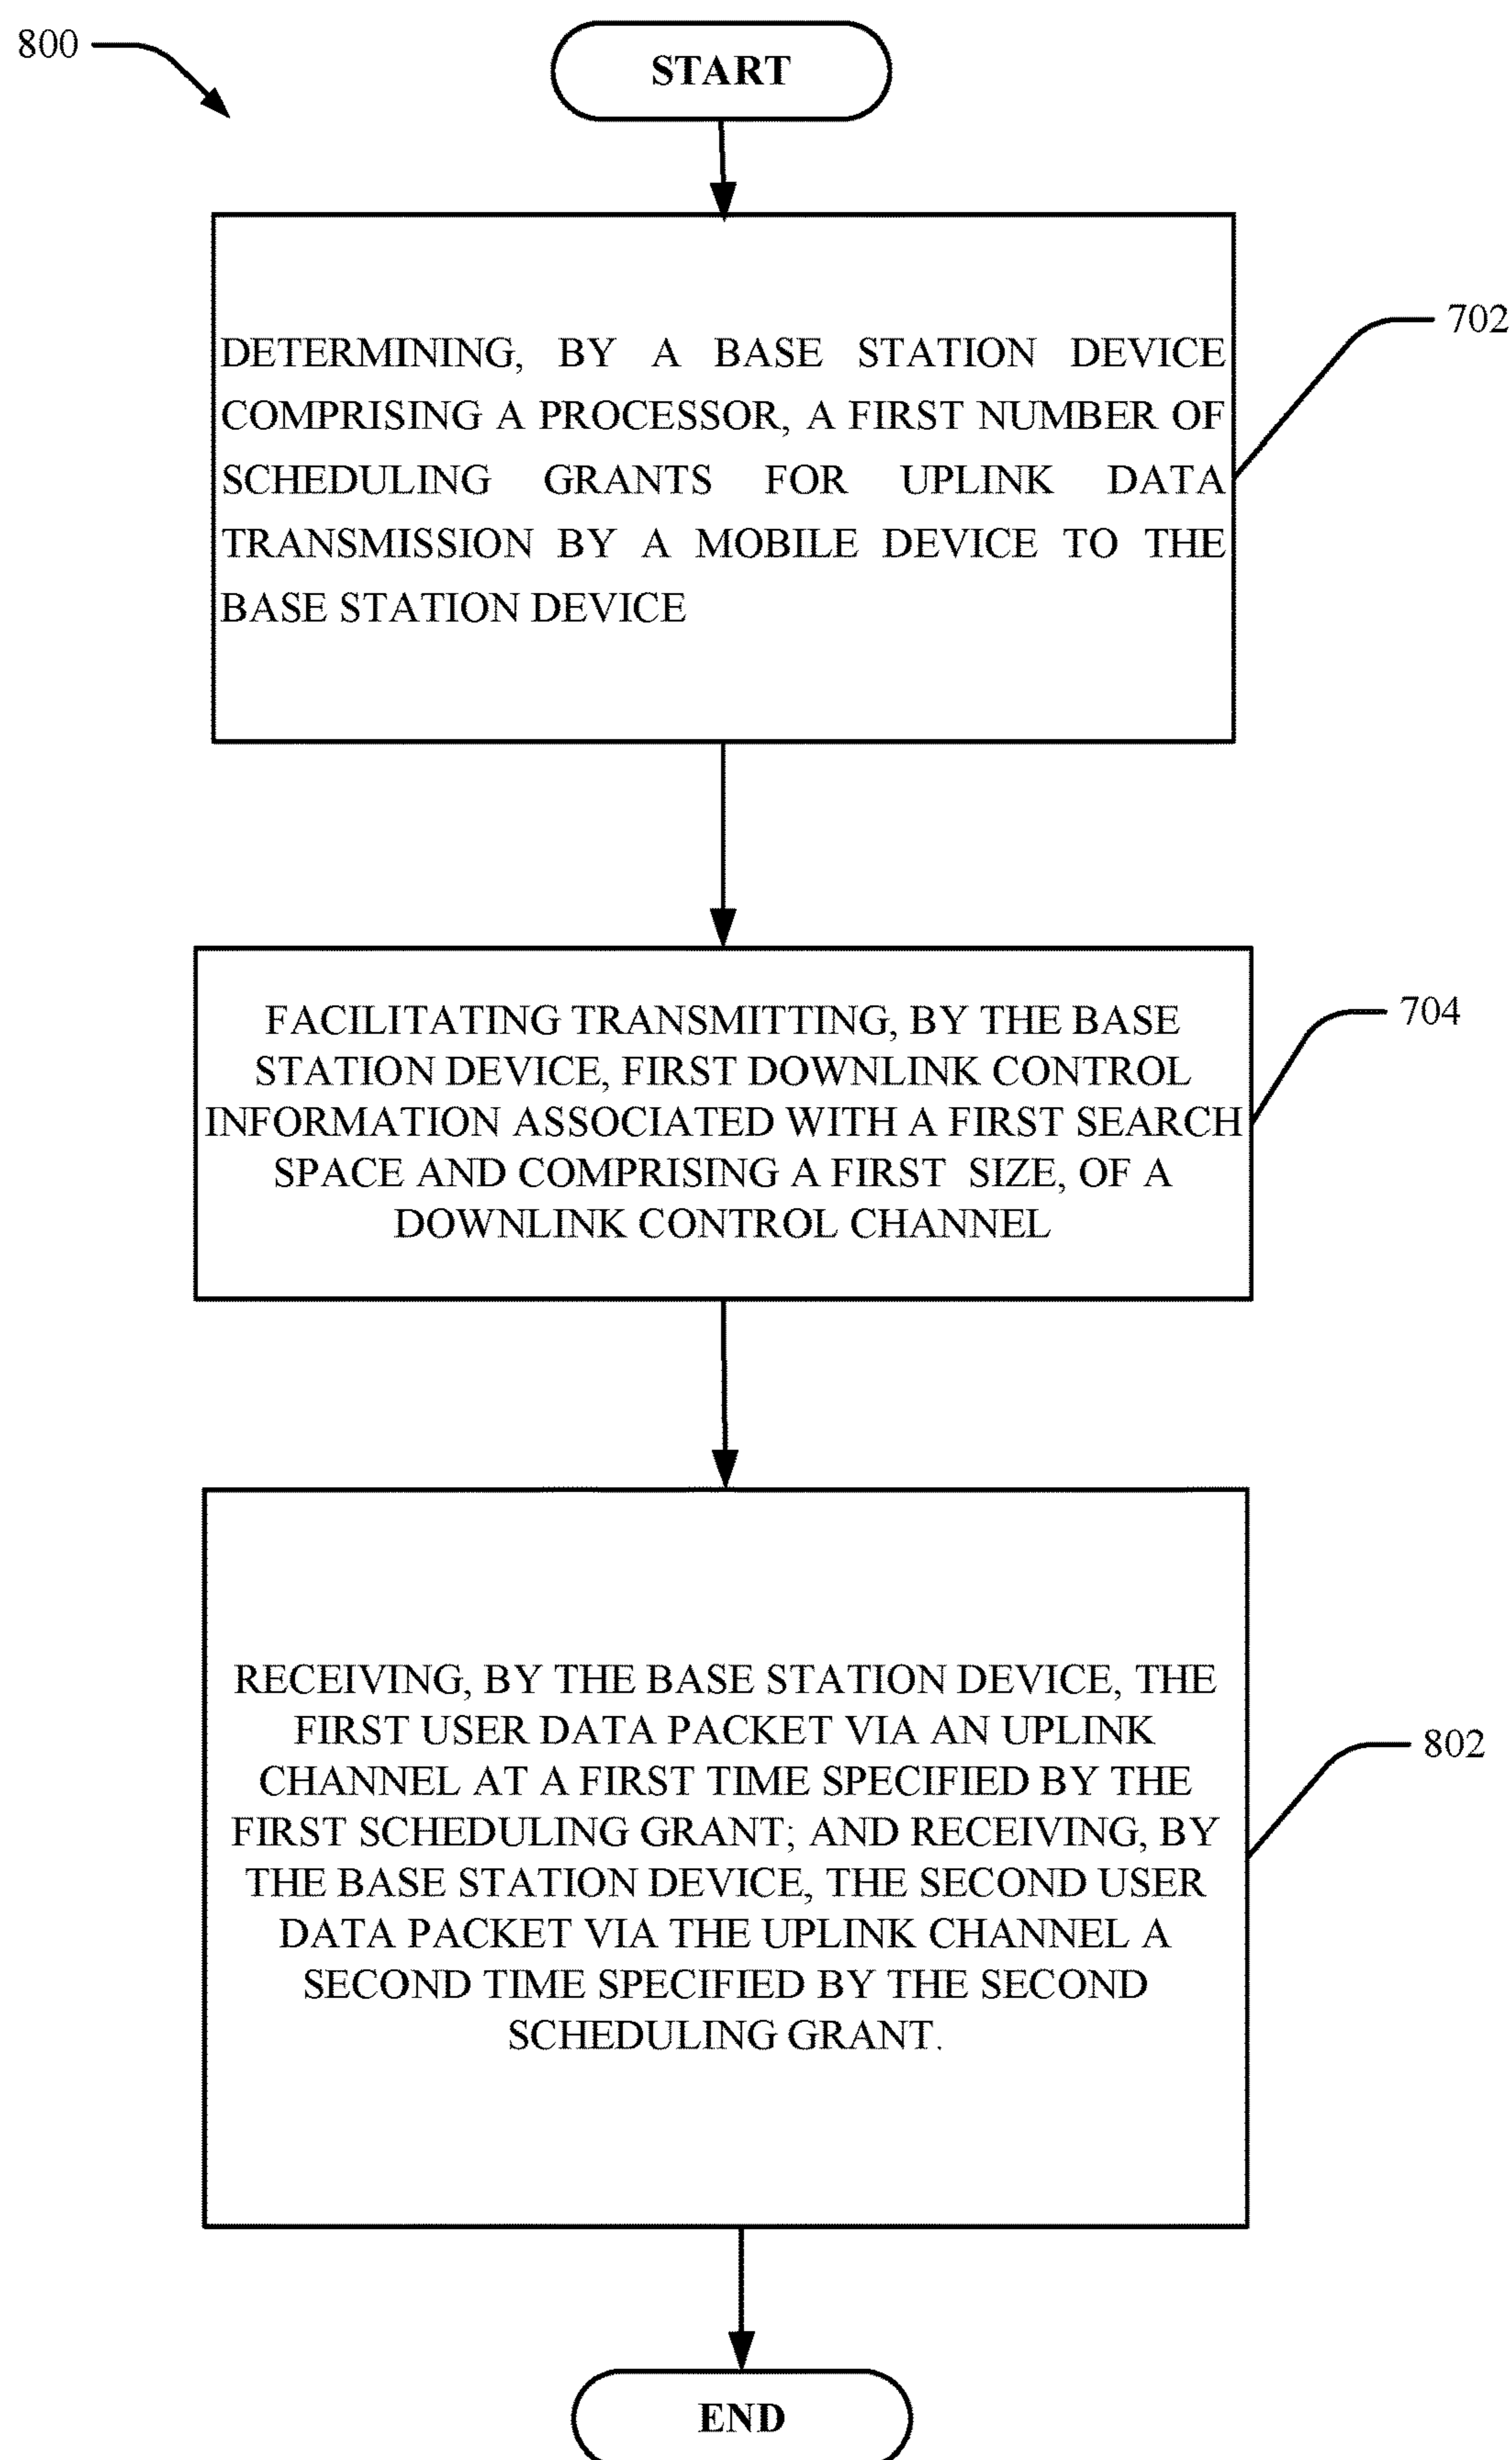 800
START
DETERMINING, BY A BASE STATION DEVICE
COMPRISING A PROCESSOR, A FIRST NUMBER OF
SCHEDULING GRANTS FOR UPLINK DATA
TRANSMISSION BY A MOBILE DEVICE TO THE
BASE STATION DEVICE
702
FACILITATING TRANSMITTING, BY THE BASE
STATION DEVICE, FIRST DOWNLINK CONTROL
INFORMATION ASSOCIATED WITH A FIRST SEARCH
SPACE AND COMPRISING A FIRST SIZE, OF A
DOWNLINK CONTROL CHANNEL
704
RECEIVING, BY THE BASE STATION DEVICE, THE
FIRST USER DATA PACKET VIA AN UPLINK
CHANNEL AT A FIRST TIME SPECIFIED BY THE
FIRST SCHEDULING GRANT; AND RECEIVING, BY
THE BASE STATION DEVICE, THE SECOND USER
DATA PACKET VIA THE UPLINK CHANNEL A
SECOND TIME SPECIFIED BY THE SECOND
SCHEDULING GRANT.
802
END